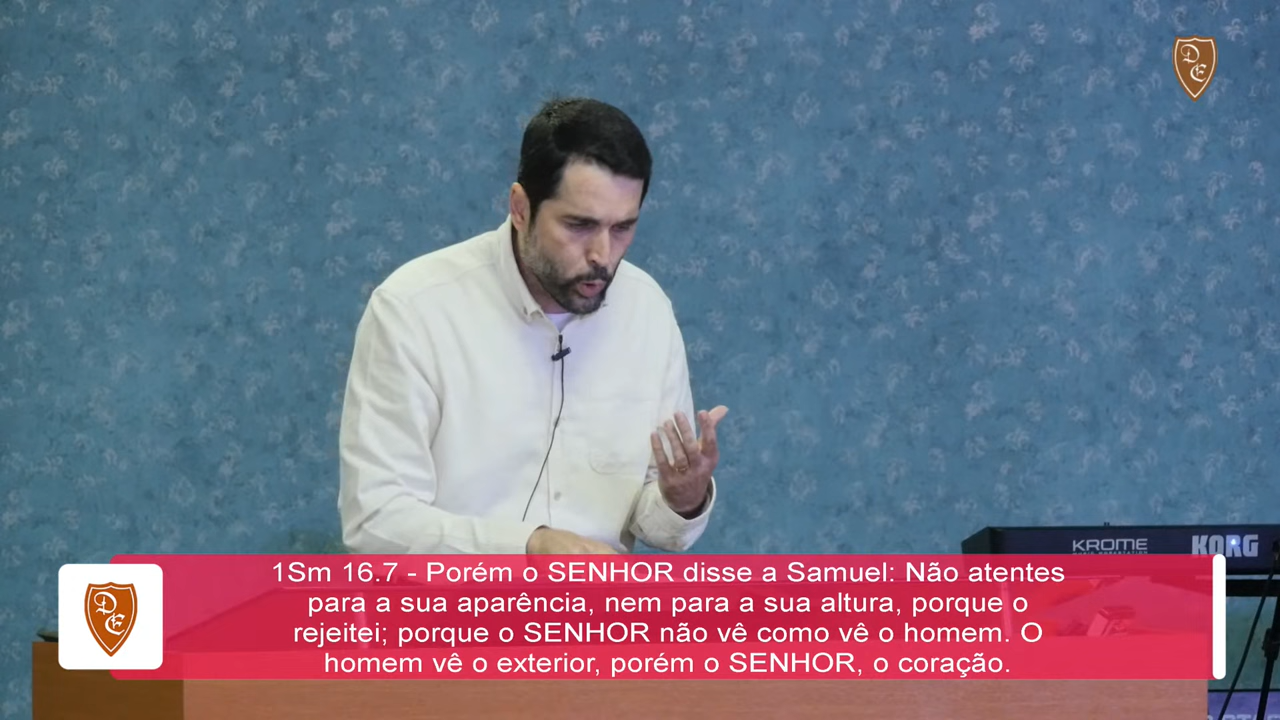 D
E
KROME
KORG
1Sm 16.7 - Porém o SENHOR disse a Samuel: Não atentes
para a sua aparência, nem para a sua altura, porque o
rejeitei; porque o SENHOR não vê como vê o homem. O
homem vê o exterior, porém o SENHOR, o coração.
D
E